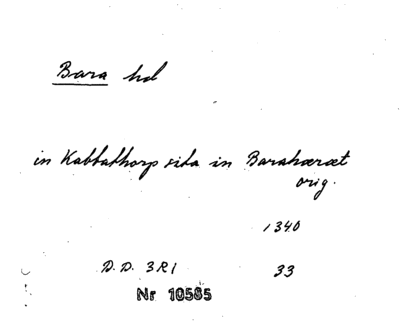 Bara hd
in Kabbathorp sita in Barahæræt
orig.
1340
D.D. 3R1 33
Nr 10585